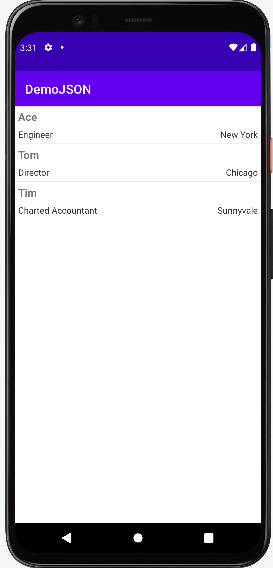 3:31
DemoJSON
Ace
Engineer New York
Tom
Director Chicago
Tim
Charted Accountant Sunnyvale